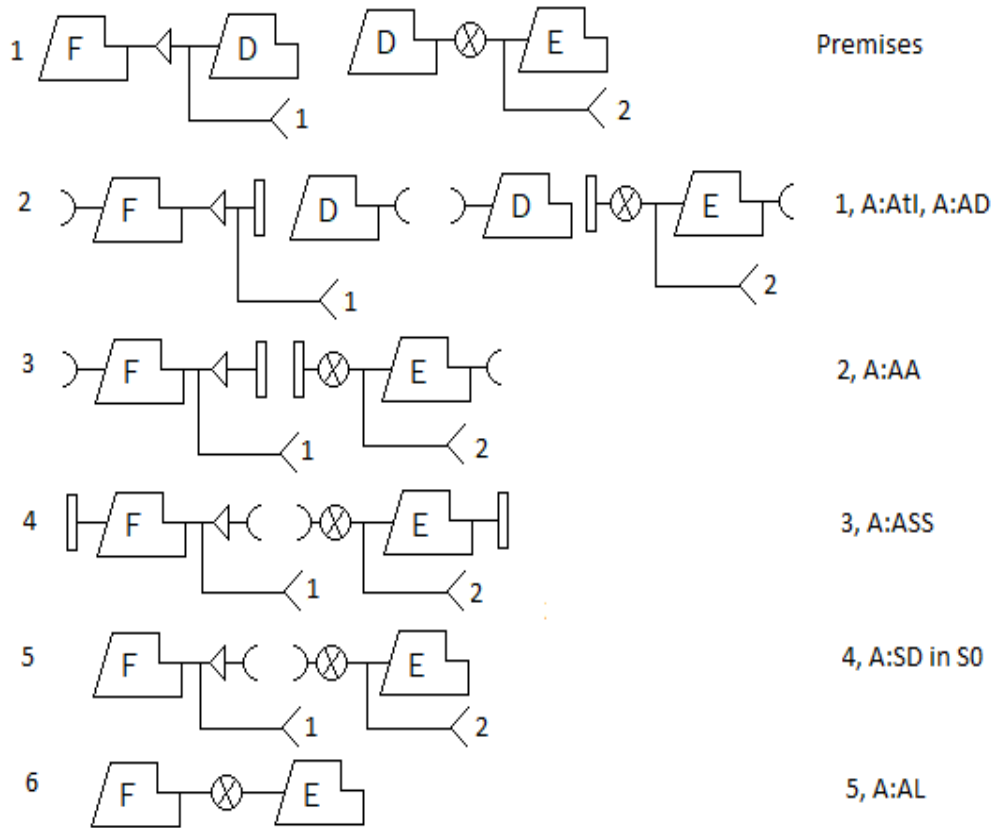 1 F D D E Premises
1 2
2 F D D E 1, A:AtI, A:AD
1 2
3 F E 2, A:AA
1 2
4 F E 3, A:ASS
1 2
5 F E 4, A:SD in S0
1 2
6 F E 5, A:AL